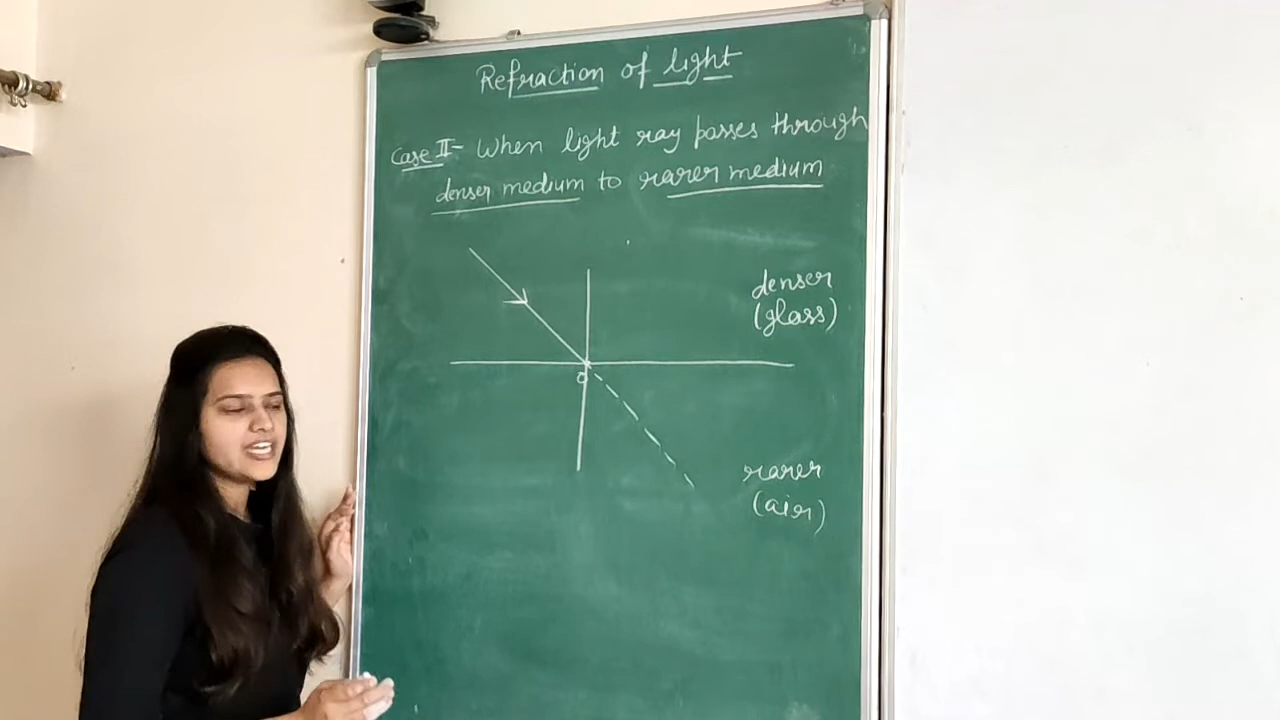 Refraction of light
Case II- When light ray passes through
denser medium to rarer medium
denser
(glass)
O
rarer
(air)